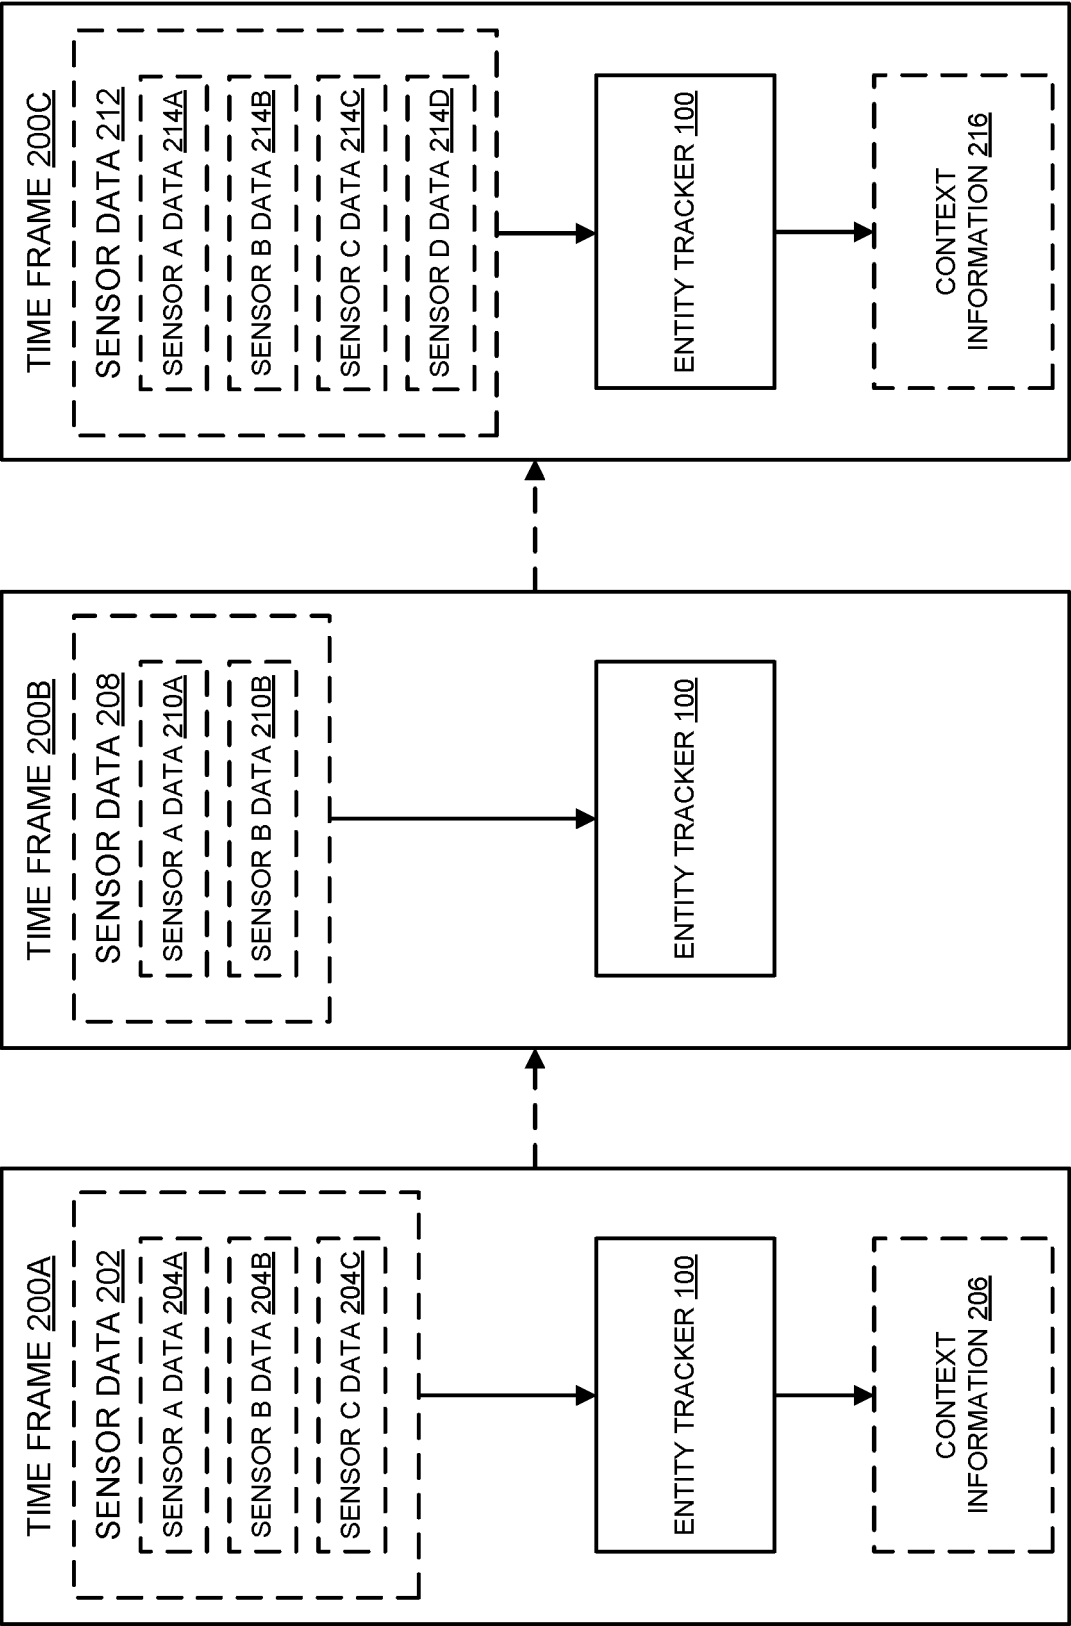 TIME FRAME 200A
SENSOR DATA 202
SENSOR A DATA 204A
SENSOR B DATA 204B
SENSOR C DATA 204C
ENTITY TRACKER 100
CONTEXT
INFORMATION 206
TIME FRAME 200B
SENSOR DATA 208
SENSOR A DATA 210A
SENSOR B DATA 210B
ENTITY TRACKER 100
TIME FRAME 200C
SENSOR DATA 212
SENSOR A DATA 214A
SENSOR B DATA 214B
SENSOR C DATA 214C
SENSOR D DATA 214D
ENTITY TRACKER 100
CONTEXT
INFORMATION 216